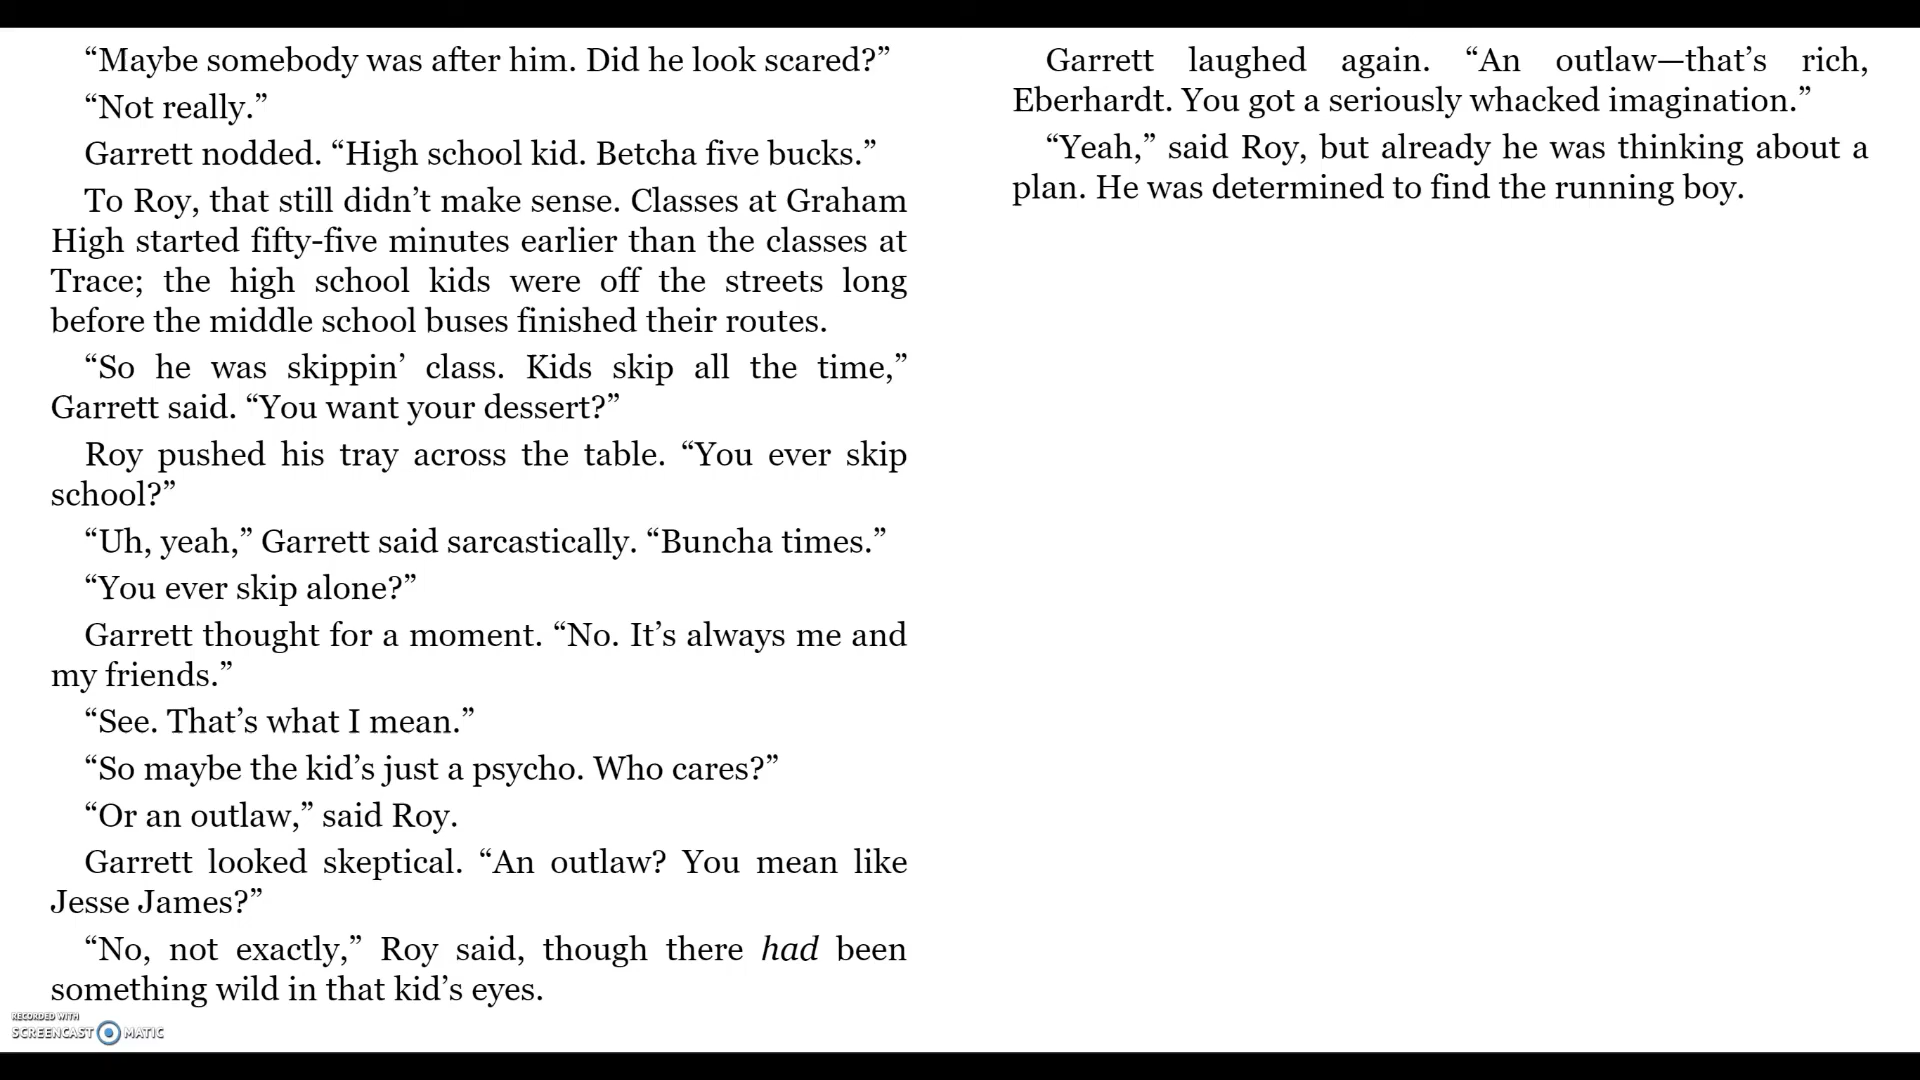 “Maybe somebody was after him. Did he look scared?”
“Not really.”
Garrett nodded. “High school kid. Betcha five bucks.”
To Roy, that still didn’t make sense. Classes at Graham
High started fifty-five minutes earlier than the classes at
Trace; the high school kids were off the streets long
before the middle school buses finished their routes.
“So he was skippin’ class. Kids skip all the time,”
Garrett said. “You want your dessert?”
Roy pushed his tray across the table. “You ever skip
school?”
“Uh, yeah,” Garrett said sarcastically. “Buncha times.”
“You ever skip alone?”
Garrett thought for a moment. “No. It’s always me and
my friends.”
“See. That’s what I mean.”
“So maybe the kid’s just a psycho. Who cares?”
“Or an outlaw,” said Roy.
Garrett looked skeptical. “An outlaw? You mean like
Jesse James?”
“No, not exactly,” Roy said, though there had been
something wild in that kid’s eyes.
Garrett laughed again. “An outlaw—that’s rich,
Eberhardt. You got a seriously whacked imagination.”
“Yeah,” said Roy, but already he was thinking about a
plan. He was determined to find the running boy.
RECORDED WITH
SCREENCAST MATIC